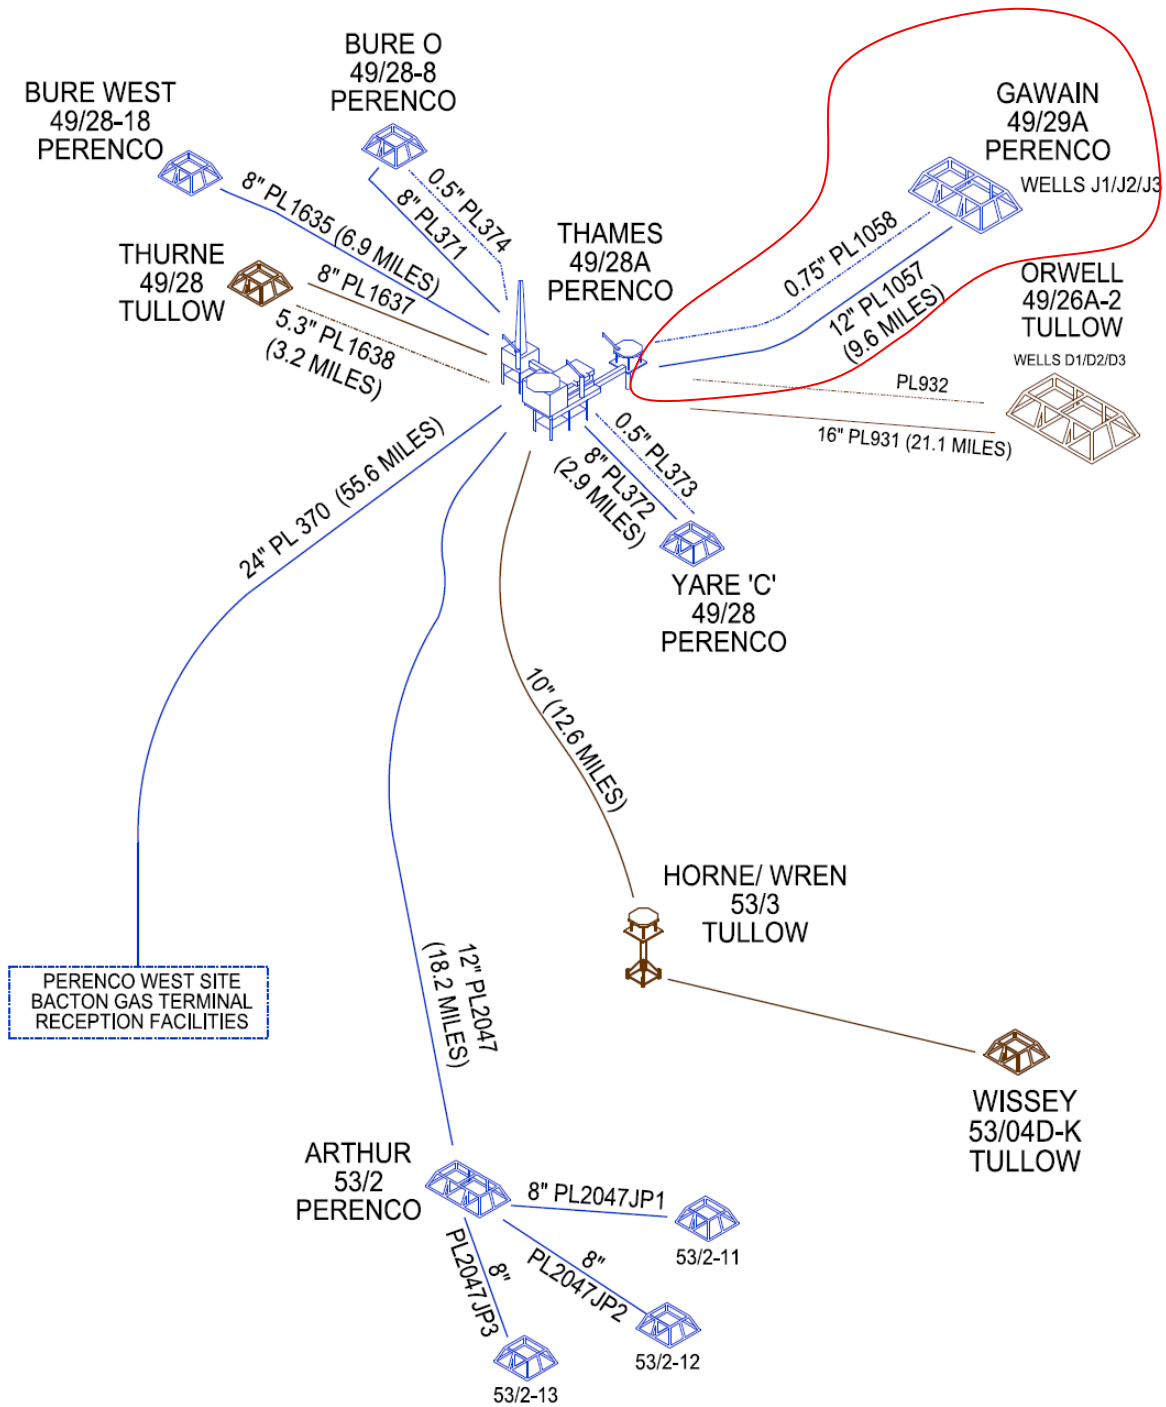 BURE O
49/28-8
PERENCO
BURE WEST
49/28-18
PERENCO
GAWAIN
49/29A
PERENCO
WELLS J1/J2/J3
8" PL1635 (6.9 MILES)
0.5" PL374
8" PL371
THAMES
49/28A
PERENCO
0.75" PL1058
12" PL1057
(9.6 MILES)
THURNE
49/28
TULLOW
8" PL1637
5.3" PL1638
(3.2 MILES)
ORWELL
49/26A-2
TULLOW
WELLS D1/D2/D3
PL932
16" PL931 (21.1 MILES)
24" PL 370 (55.6 MILES)
0.5" PL373
8" PL372
(2.9 MILES)
YARE 'C'
49/28
PERENCO
10" (12.6 MILES)
HORNE/ WREN
53/3
TULLOW
12" PL2047
(18.2 MILES)
PERENCO WEST SITE
BACTON GAS TERMINAL
RECEPTION FACILITIES
WISSEY
53/04D-K
TULLOW
ARTHUR
53/2
PERENCO
8" PL2047JP1
53/2-11
8"
PL2047JP2
53/2-12
8"
PL2047JP3
53/2-13